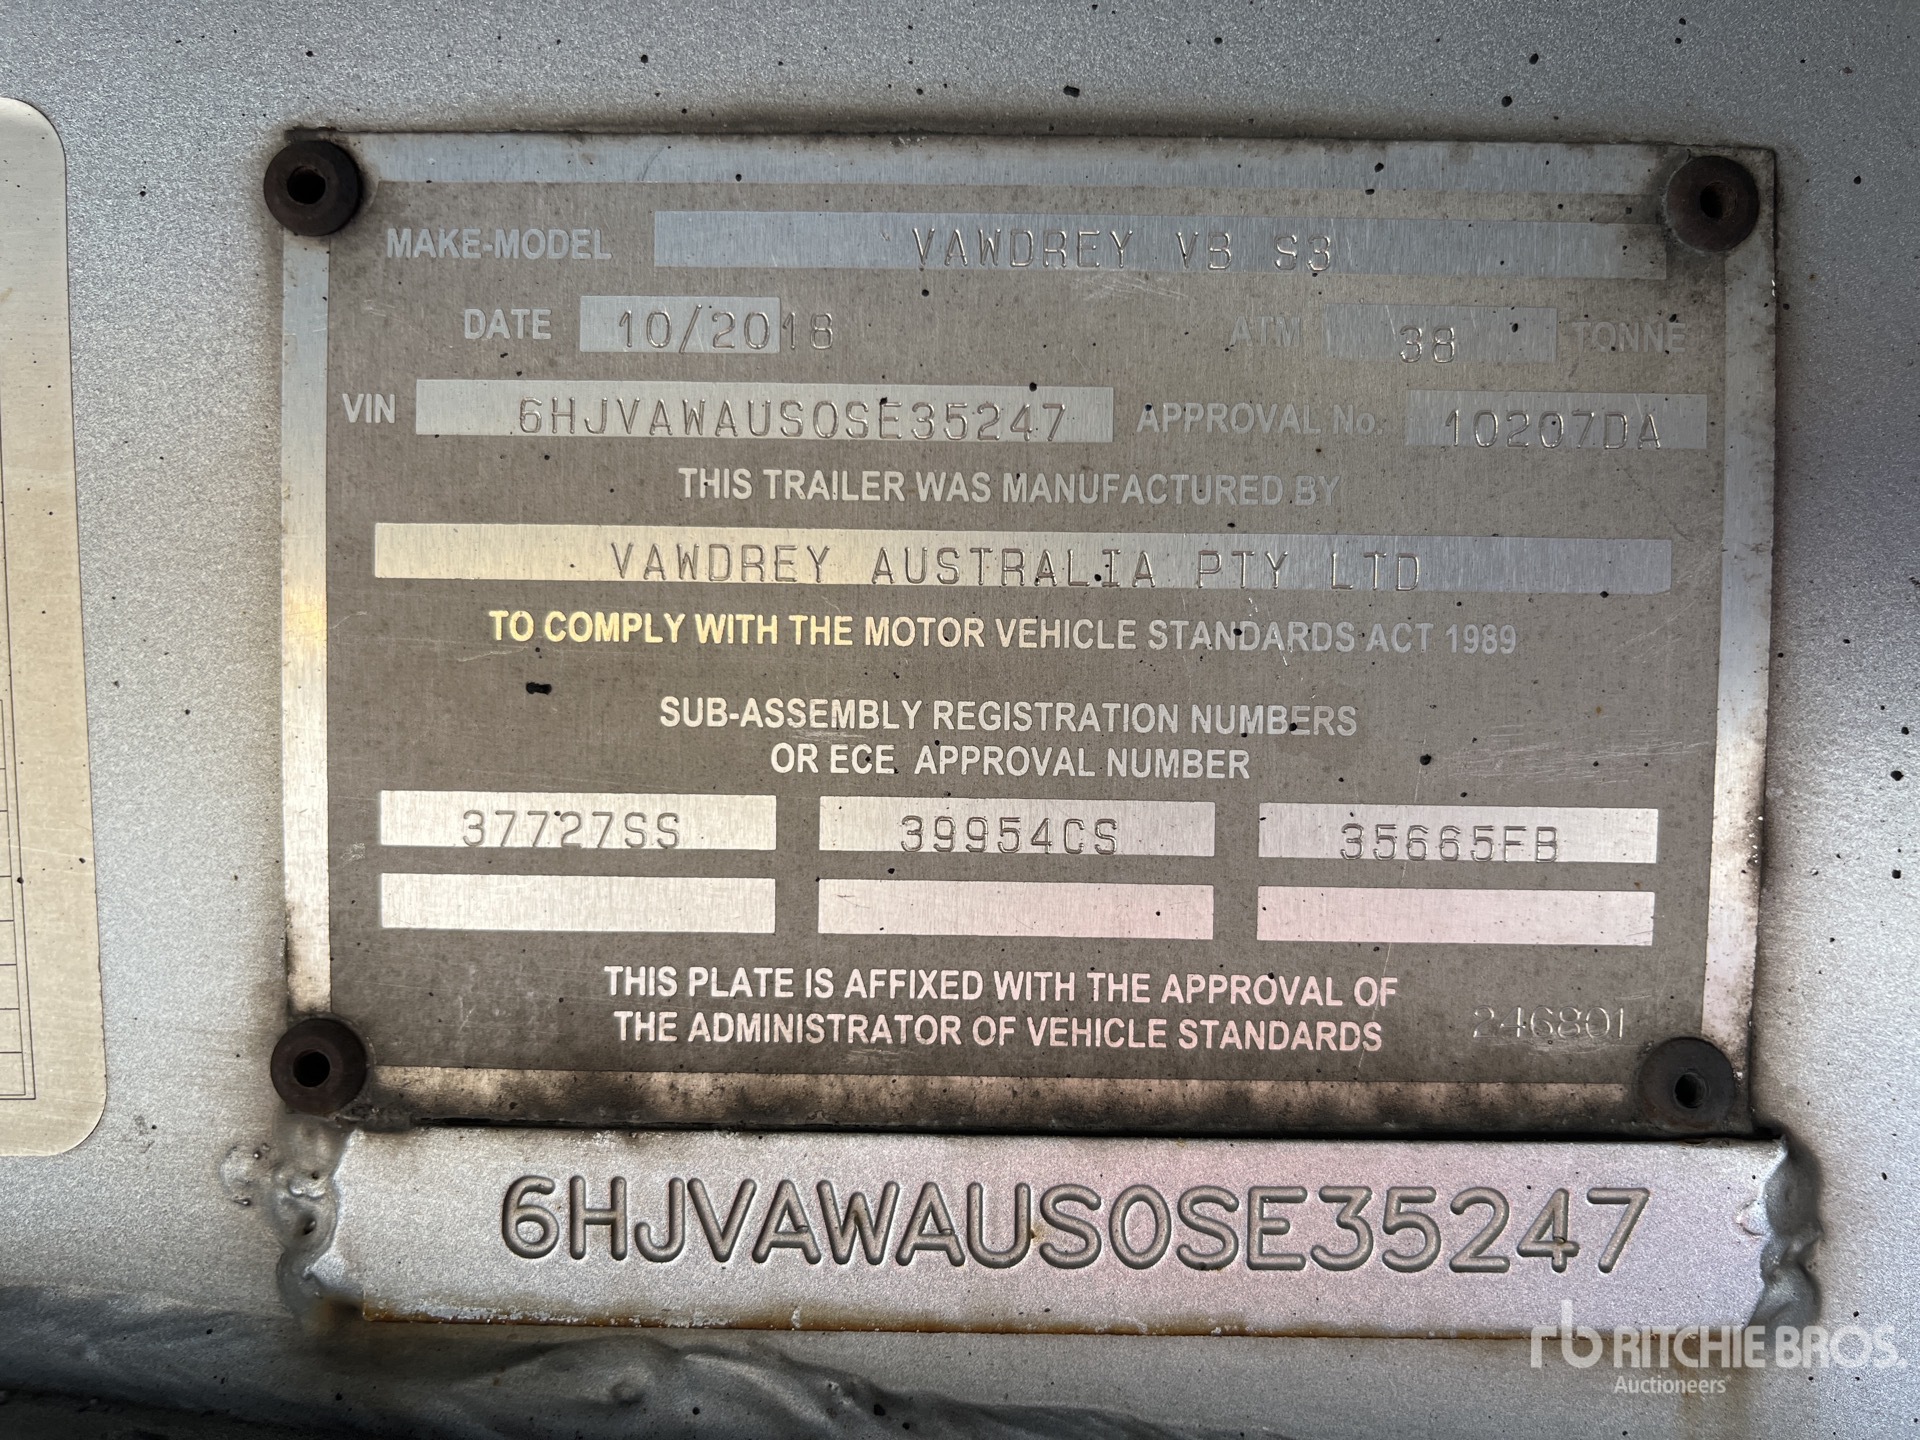 MAKE-MODEL VAWDREY VB S3
DATE 10/2018 ATM 38 TONNE
VIN 6HJVAWAUS0SE35247 APPROVAL No. 10207DA
THIS TRAILER WAS MANUFACTURED BY
VAWDREY AUSTRALIA PTY LTD
TO COMPLY WITH THE MOTOR VEHICLE STANDARDS ACT 1989
SUB-ASSEMBLY REGISTRATION NUMBERS
OR ECE APPROVAL NUMBER
37727SS 39954CS 35665FB
THIS PLATE IS AFFIXED WITH THE APPROVAL OF
THE ADMINISTRATOR OF VEHICLE STANDARDS 246801
6HJVAWAUS0SE35247
rb RITCHIE BROS.
Auctioneers